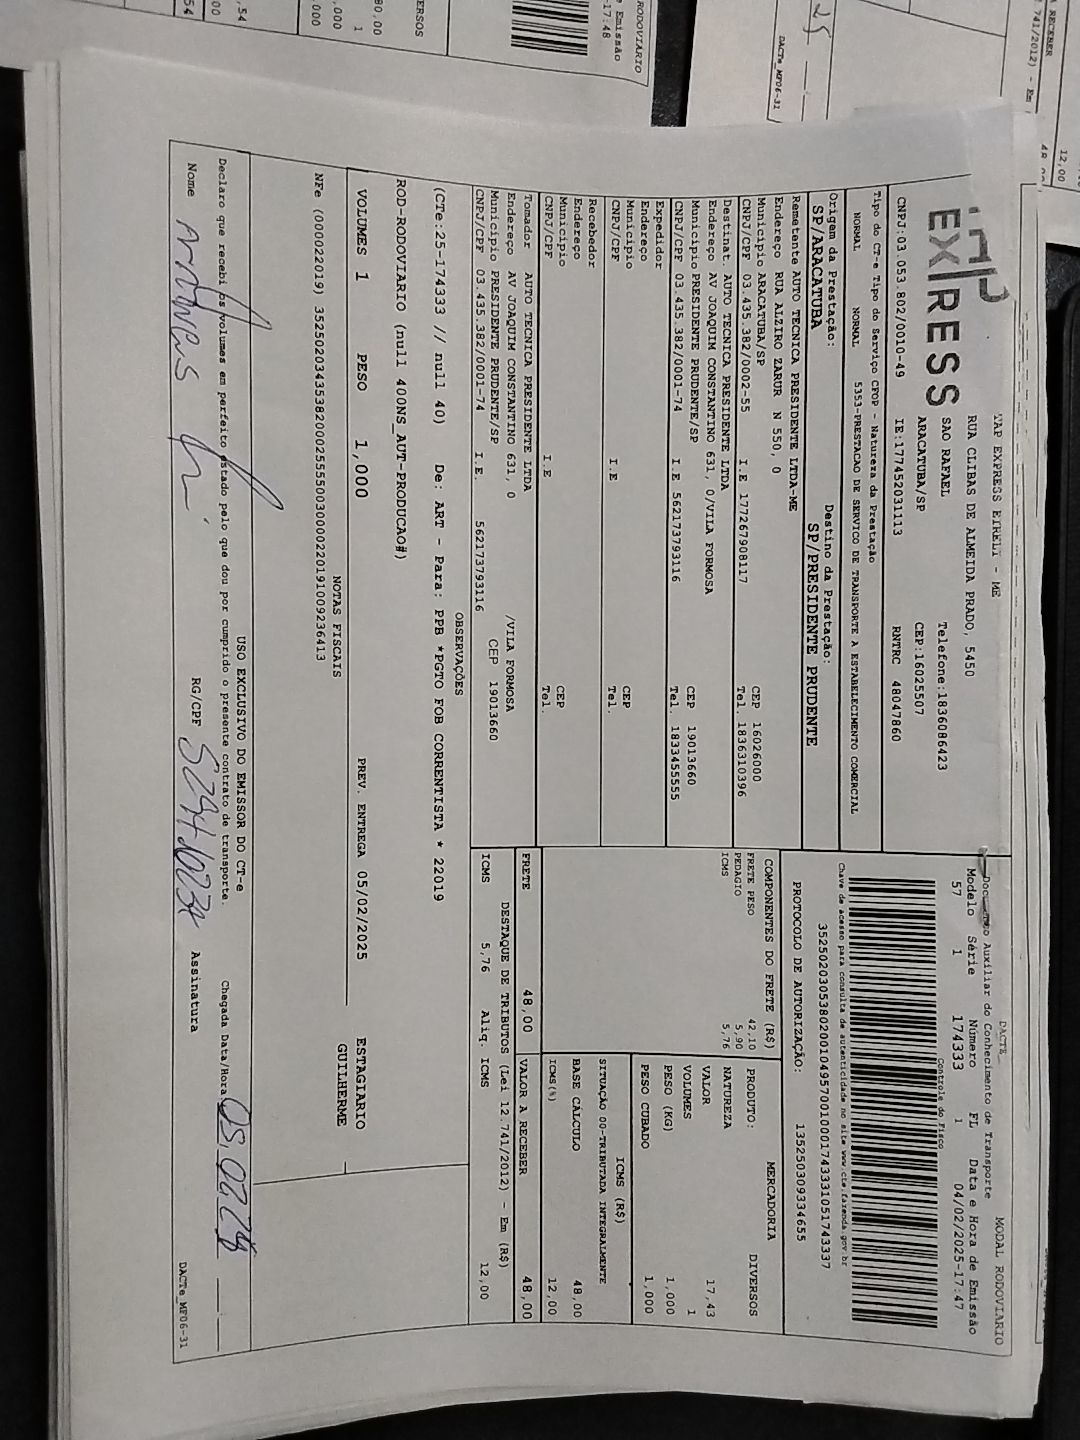 TAP EXPRESS
TAP EXPRESS EIRELI - ME
RUA CLIBAS DE ALMEIDA PRADO, 5450
SAO RAFAEL
Telefone:1836086423
ARACATUBA/SP
CEP:16025507
CNPJ:03.053.802/0010-49 IE:177452031113 RNTRC 48047860
Tipo do CT-e Tipo do Serviço CFOP - Natureza da Prestação
NORMAL NORMAL 5353-PRESTACAO DE SERVICO DE TRANSPORTE A ESTABELECIMENTO COMERCIAL
Origem da Prestação: Destino da Prestação:
SP/ARACATUBA SP/PRESIDENTE PRUDENTE
DACTE MODAL RODOVIARIO
Documento Auxiliar do Conhecimento de Transporte
Modelo Série Número FL Data e Hora de Emissão
57 1 174333 1 04/02/2025-17:47
Controle do Fisco
Chave de acesso para consulta de autenticidade no site www.cte.fazenda.gov.br
35250203053802001049570010001743331051743337
PROTOCOLO DE AUTORIZAÇÃO: 135250309334655
Remetente AUTO TECNICA PRESIDENTE LTDA-ME
Endereço RUA ALZIRO ZARUR N 550, 0
Município ARACATUBA/SP CEP 16026000
CNPJ/CPF 03.435.382/0002-55 I.E 177267908117 Tel. 1836310396
Destinat. AUTO TECNICA PRESIDENTE LTDA
Endereço AV JOAQUIM CONSTANTINO 631, 0/VILA FORMOSA
Município PRESIDENTE PRUDENTE/SP CEP 19013660
CNPJ/CPF 03.435.382/0001-74 I.E 562173793116 Tel 1833455555
Expedidor
Endereço
Município CEP
CNPJ/CPF I.E Tel.
Recebedor
Endereço
Município CEP
CNPJ/CPF I.E Tel.
Tomador AUTO TECNICA PRESIDENTE LTDA
Endereço AV JOAQUIM CONSTANTINO 631, 0 /VILA FORMOSA
Município PRESIDENTE PRUDENTE/SP CEP 19013660
CNPJ/CPF 03.435.382/0001-74 I.E. 562173793116
COMPONENTES DO FRETE (R$)
FRETE PESO 42,10
PEDAGIO 5,90
ICMS 5,76
MERCADORIA
PRODUTO: DIVERSOS
NATUREZA
VALOR 17,43
VOLUMES 1
PESO (KG) 1,000
PESO CUBADO 1,000
ICMS (R$)
SITUAÇÃO 00-TRIBUTADA INTEGRALMENTE
BASE CÁLCULO 48,00
ICMS(%) 12,00
FRETE 48,00 VALOR A RECEBER 48,00
DESTAQUE DE TRIBUTOS (Lei 12.741/2012) - Em (R$)
ICMS 5,76 Aliq. ICMS 12,00
OBSERVAÇÕES
(CTe:25-174333 // null 40) De: ART - Para: PPB *PGTO FOB CORRENTISTA * 22019
ROD-RODOVIARIO (null 400NS_AUT-PRODUCAO#)
VOLUMES 1 PESO 1,000 PREV. ENTREGA 05/02/2025 ESTAGIARIO
GUILHERME
NOTAS FISCAIS
NFe (000022019) 35250203435382000255550030000220191009236413
USO EXCLUSIVO DO EMISSOR DO CT-e
Declaro que recebi os volumes em perfeito estado pelo que dou por cumprido o presente contrato de transporte. Chegada Data/Hora 05 02 25
Nome RG/CPF Assinatura
DACTe_MF06-31